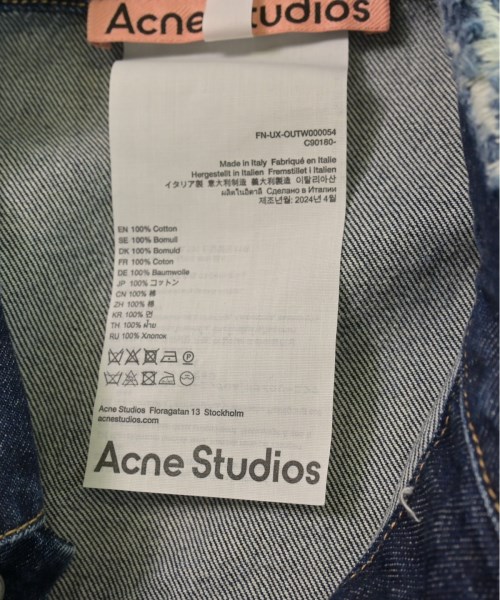 Acne Studios
FN-UX-OUTW000054
C90160-
Made in Italy Fabriqué en Italie
Hergestellt in Italien Fremstillet i Italien
イタリア製 意大利制造 義大利製造 이탈리아산
ผลิตในอิตาลี Сделано в Италии
제조년월: 2024년 4월
EN 100% Cotton
SE 100% Bomull
DK 100% Bomuld
FR 100% Coton
DE 100% Baumwolle
JP 100% コットン
CN 100% 棉
ZH 100% 棉
KR 100% 면
TH 100% ฝ้าย
RU 100% Хлопок
Acne Studios Floragatan 13 Stockholm
acnestudios.com
Acne Studios